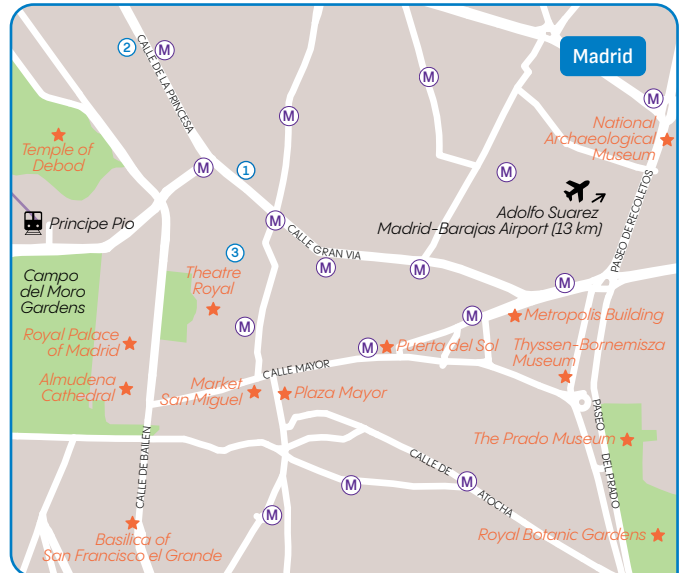 Madrid
2
M
CALLE DE LA PRINCESA
M
M
M
National
Archaeological
Museum
Temple of
Debod
M
1
M
Adolfo Suarez
Madrid-Barajas Airport (13 km)
PASEO DE RECOLETOS
Principe Pio
M
CALLE GRAN VIA
3
M
M
M
Campo
del Moro
Gardens
Theatre
Royal
Royal Palace
of Madrid
M
M
Metropolis Building
M
Puerta del Sol
Thyssen-Bornemisza
Museum
CALLE MAYOR
Almudena
Cathedral
Market
San Miguel
Plaza Mayor
PASEO
DEL PRADO
The Prado Museum
CALLE DE BAILEN
CALLE DE
ATOCHA
M
M
M
Basilica of
San Francisco el Grande
Royal Botanic Gardens